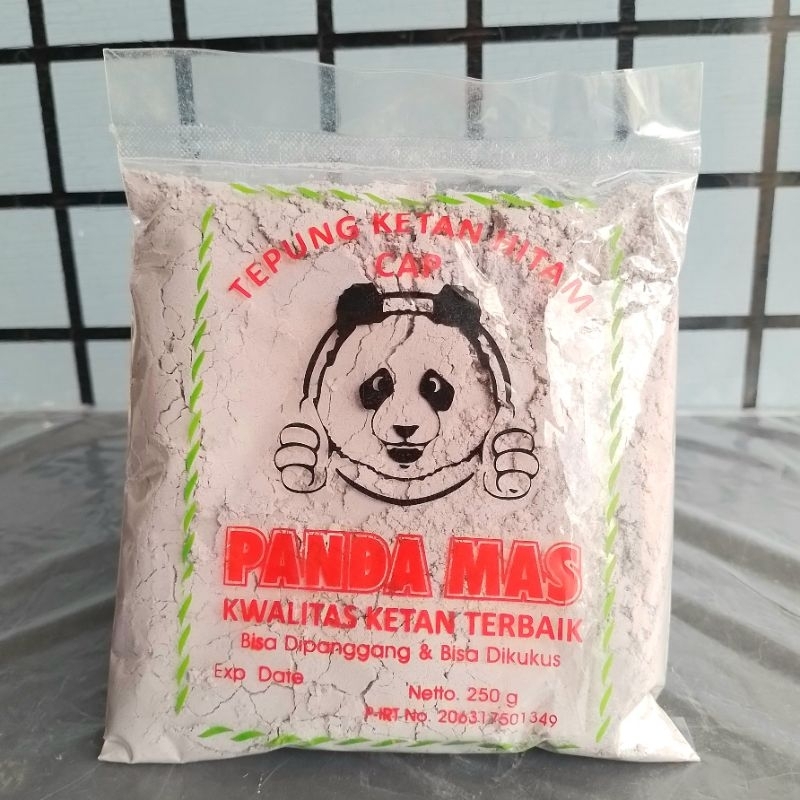 TEPUNG KETAN HITAM
CAP
PANDA MAS
KWALITAS KETAN TERBAIK
Bisa Dipanggang & Bisa Dikukus
Exp Date
Netto. 250 g
P-IRT No. 206317501349